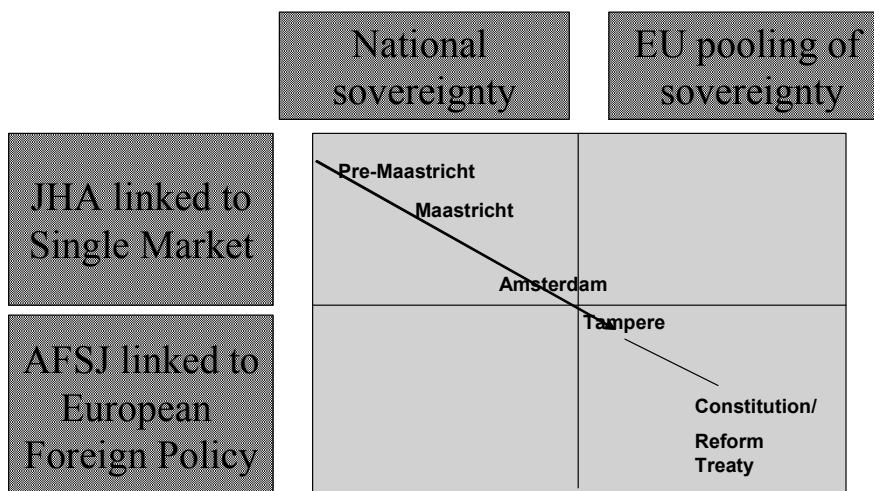 National
sovereignty
EU pooling of
sovereignty
JHA linked to
Single Market
Pre-Maastricht
Maastricht
Amsterdam
Tampere
AFSJ linked to
European
Foreign Policy
Constitution/
Reform
Treaty